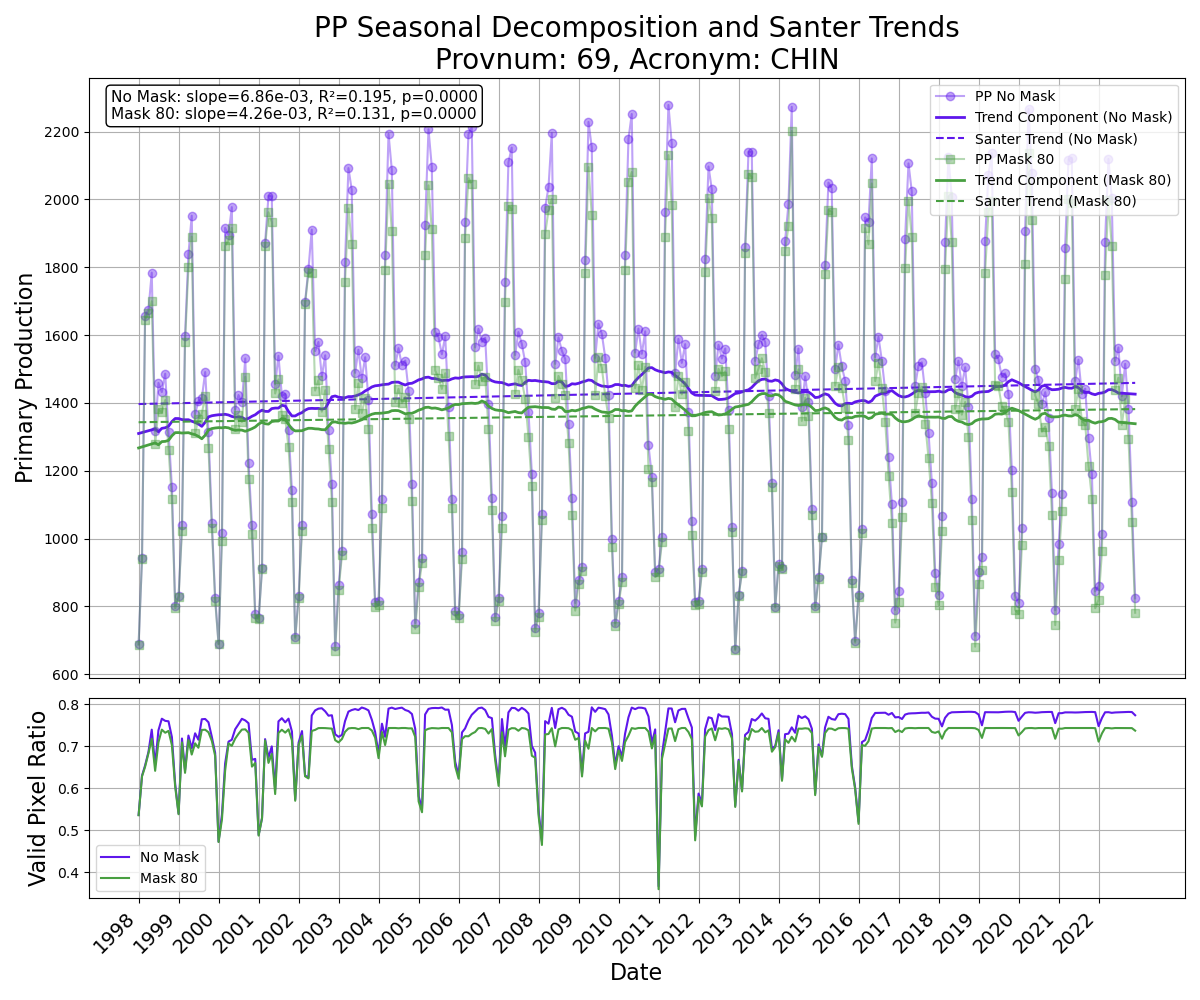 PP Seasonal Decomposition and Santer Trends
Provnum: 69, Acronym: CHIN
No Mask: slope=6.86e-03, R²=0.195, p=0.0000
Mask 80: slope=4.26e-03, R²=0.131, p=0.0000
PP No Mask
Trend Component (No Mask)
Santer Trend (No Mask)
PP Mask 80
Trend Component (Mask 80)
Santer Trend (Mask 80)
Primary Production
2200
2000
1800
1600
1400
1200
1000
800
600
Valid Pixel Ratio
0.8
0.7
0.6
0.5
0.4
No Mask
Mask 80
1998
1999
2000
2001
2002
2003
2004
2005
2006
2007
2008
2009
2010
2011
2012
2013
2014
2015
2016
2017
2018
2019
2020
2021
2022
Date